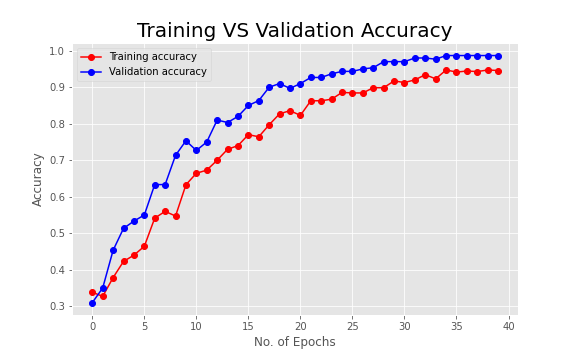 Training VS Validation Accuracy
Training accuracy
Validation accuracy
1.0
0.9
0.8
0.7
0.6
0.5
0.4
0.3
Accuracy
0 5 10 15 20 25 30 35 40
No. of Epochs